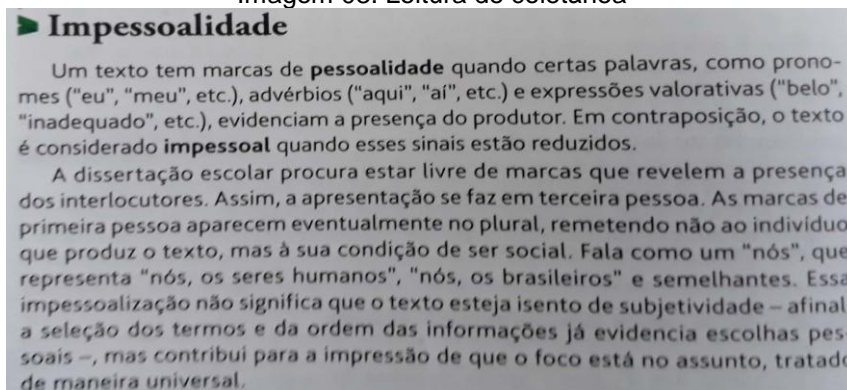 Impessoalidade
Um texto tem marcas de pessoalidade quando certas palavras, como prono-
mes ("eu", "meu", etc.), advérbios ("aqui", "aí", etc.) e expressões valorativas ("belo",
"inadequado", etc.), evidenciam a presença do produtor. Em contraposição, o texto
é considerado impessoal quando esses sinais estão reduzidos.
A dissertação escolar procura estar livre de marcas que revelem a presença
dos interlocutores. Assim, a apresentação se faz em terceira pessoa. As marcas de
primeira pessoa aparecem eventualmente no plural, remetendo não ao indivíduo
que produz o texto, mas à sua condição de ser social. Fala como um "nós", que
representa "nós, os seres humanos", "nós, os brasileiros" e semelhantes. Essa
impessoalização não significa que o texto esteja isento de subjetividade – afinal
a seleção dos termos e da ordem das informações já evidencia escolhas pes-
soais –, mas contribui para a impressão de que o foco está no assunto, tratado
de maneira universal.